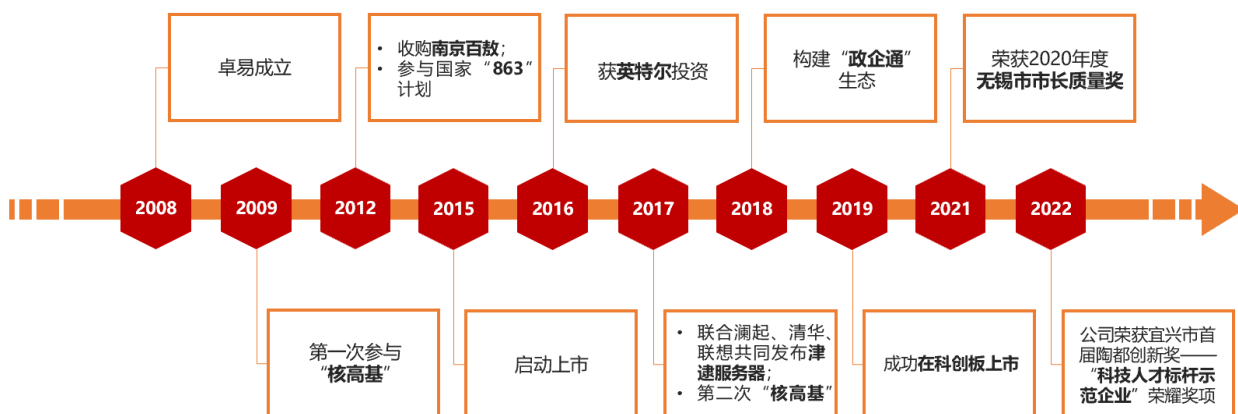 卓易成立
• 收购南京百敖；
• 参与国家“863”
计划
获英特尔投资
构建“政企通”
生态
荣获2020年度
无锡市市长质量奖
2008
2009
2012
2015
2016
2017
2018
2019
2021
2022
第一次参与
“核高基”
启动上市
• 联合澜起、清华、
联想共同发布津
逮服务器；
• 第二次“核高基”
成功在科创板上市
公司荣获宜兴市首
届陶都创新奖——
“科技人才标杆示
范企业”荣耀奖项